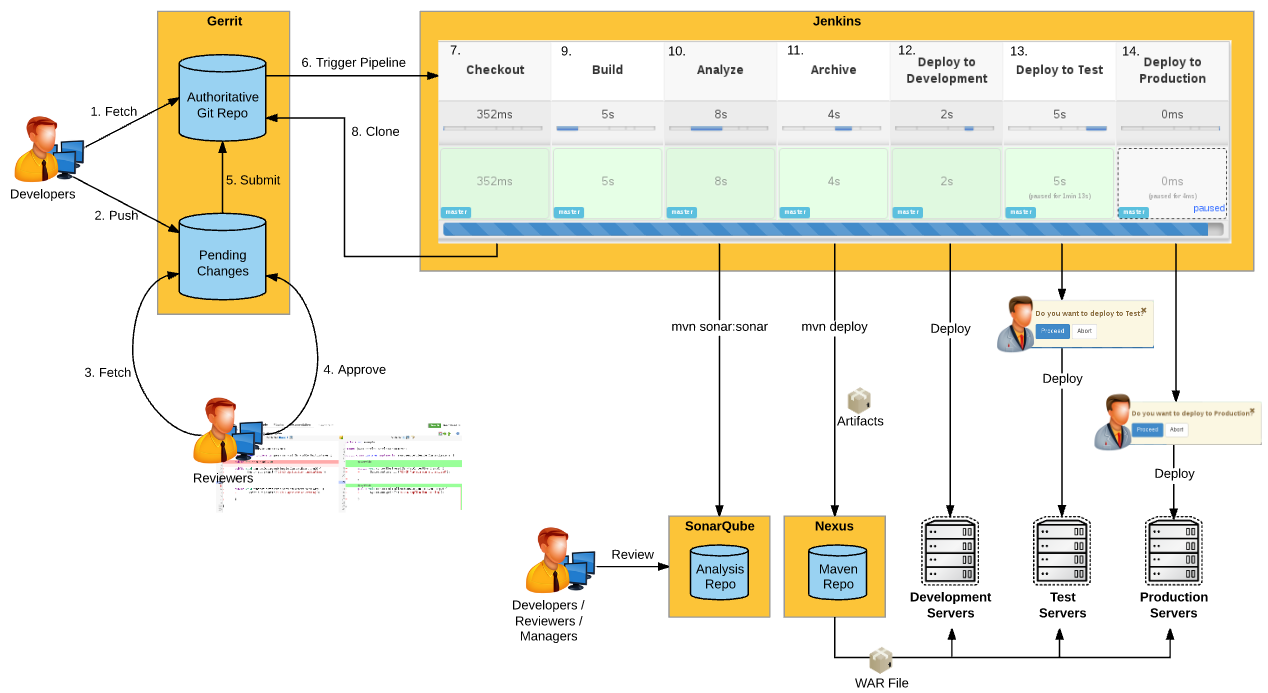 Gerrit
Authoritative
Git Repo
1. Fetch
Developers
2. Push
5. Submit
Pending
Changes
3. Fetch
4. Approve
Reviewers
6. Trigger Pipeline
8. Clone
Jenkins
7.
Checkout
9.
Build
10.
Analyze
11.
Archive
12.
Deploy to
Development
13.
Deploy to Test
14.
Deploy to
Production
352ms
5s
8s
4s
2s
5s
0ms
352ms
5s
8s
4s
2s
5s
(paused for 1min 13s)
0ms
(paused for 4ms)
master
master
master
master
master
master
master
paused
mvn sonar:sonar
mvn deploy
Deploy
Do you want to deploy to Test?
Proceed
Abort
Deploy
Artifacts
Do you want to deploy to Production?
Proceed
Abort
Deploy
Developers /
Reviewers /
Managers
Review
SonarQube
Analysis
Repo
Nexus
Maven
Repo
Development
Servers
Test
Servers
Production
Servers
WAR File